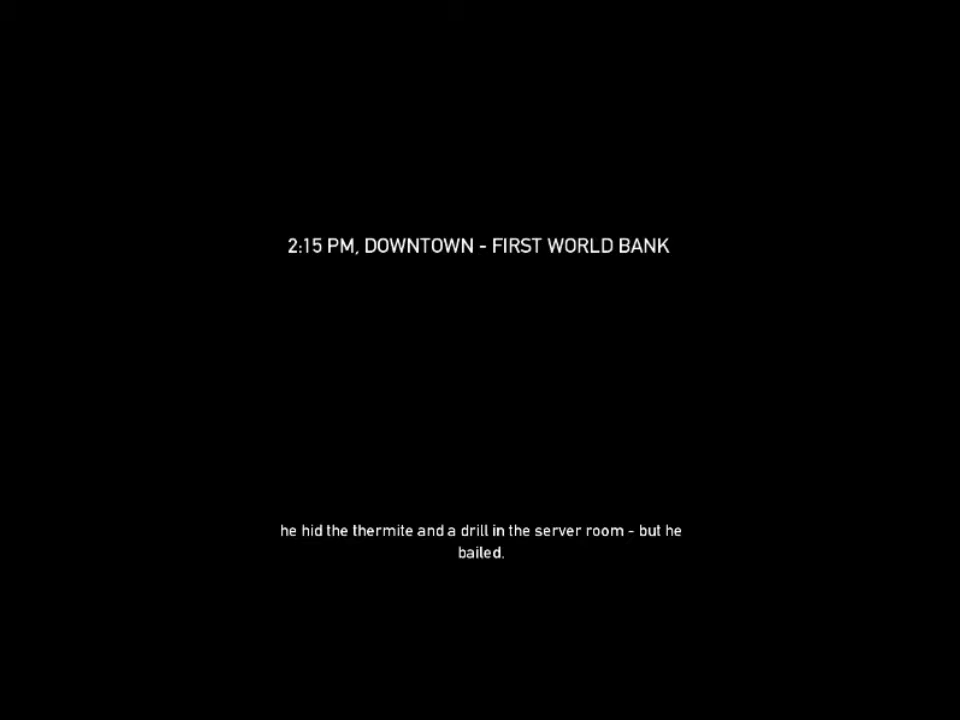 2:15 PM, DOWNTOWN - FIRST WORLD BANK
he hid the thermite and a drill in the server room - but he
bailed.